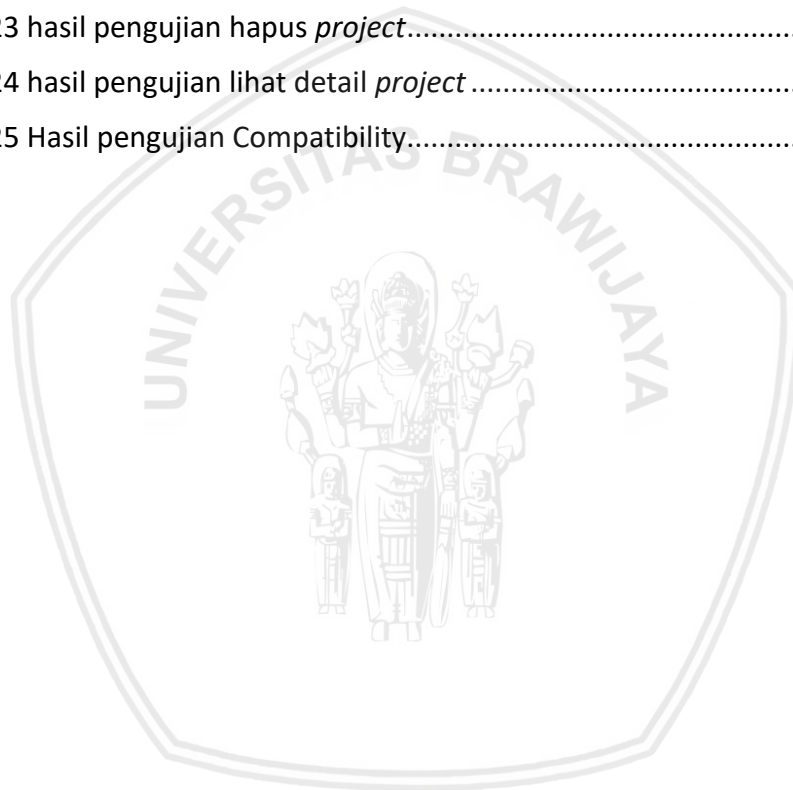 23 hasil pengujian hapus project................................................
24 hasil pengujian lihat detail project........................................
25 Hasil pengujian Compatibility................................................
UNIVERSITAS BRAWIJAYA